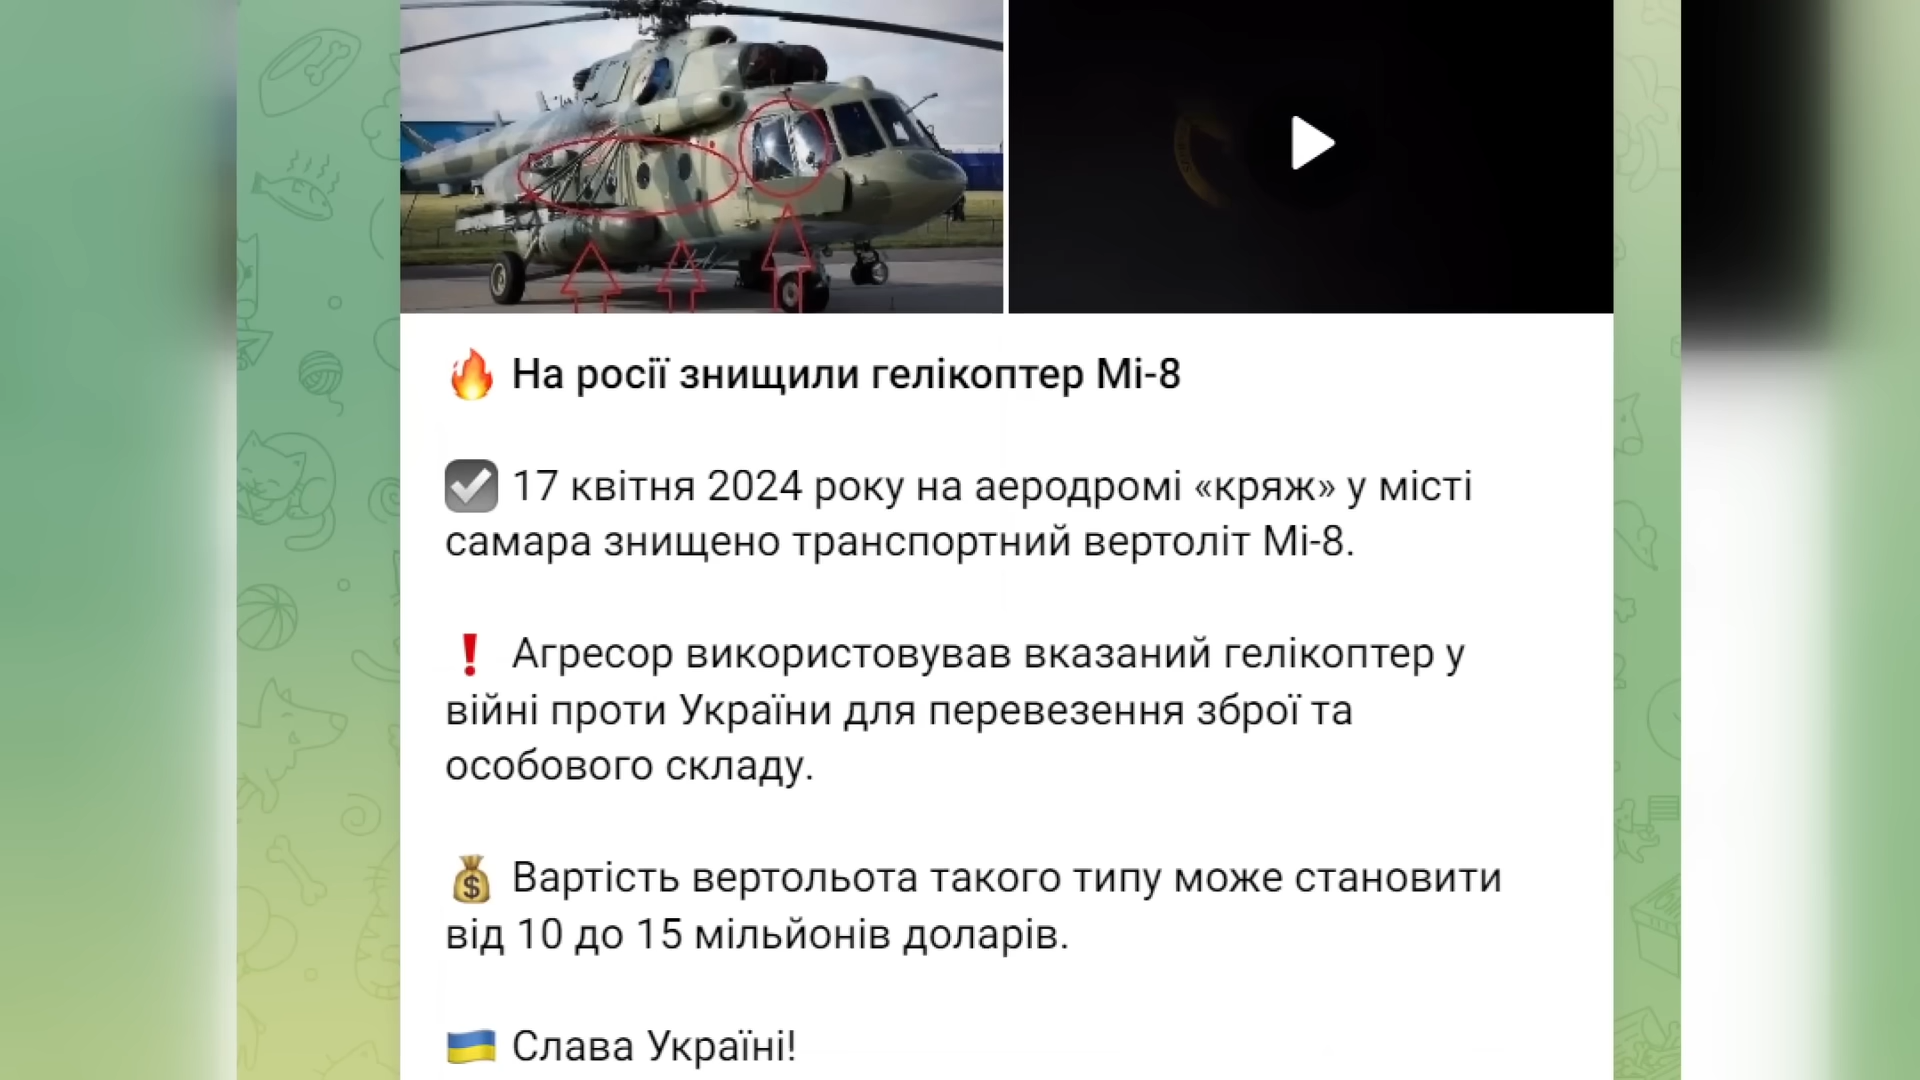 🔥 На росії знищили гелікоптер Мі-8
☑️ 17 квітня 2024 року на аеродромі «кряж» у місті
самара знищено транспортний вертоліт Мі-8.
❗ Агресор використовував вказаний гелікоптер у
війні проти України для перевезення зброї та
особового складу.
💰 Вартість вертольота такого типу може становити
від 10 до 15 мільйонів доларів.
🇺🇦 Слава Україні!